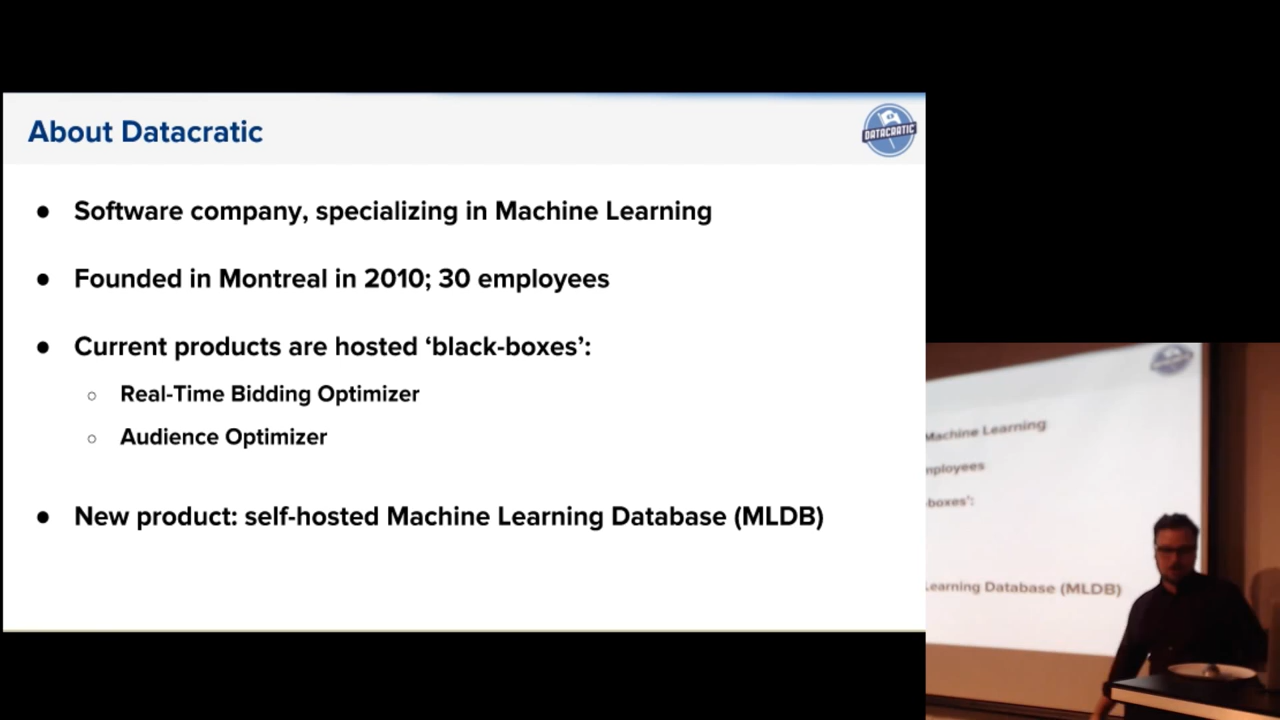 About Datacratic
DATACRATIC
● Software company, specializing in Machine Learning
● Founded in Montreal in 2010; 30 employees
● Current products are hosted ‘black-boxes’:
○ Real-Time Bidding Optimizer
○ Audience Optimizer
● New product: self-hosted Machine Learning Database (MLDB)
Machine Learning
mployees
-boxes’:
Learning Database (MLDB)